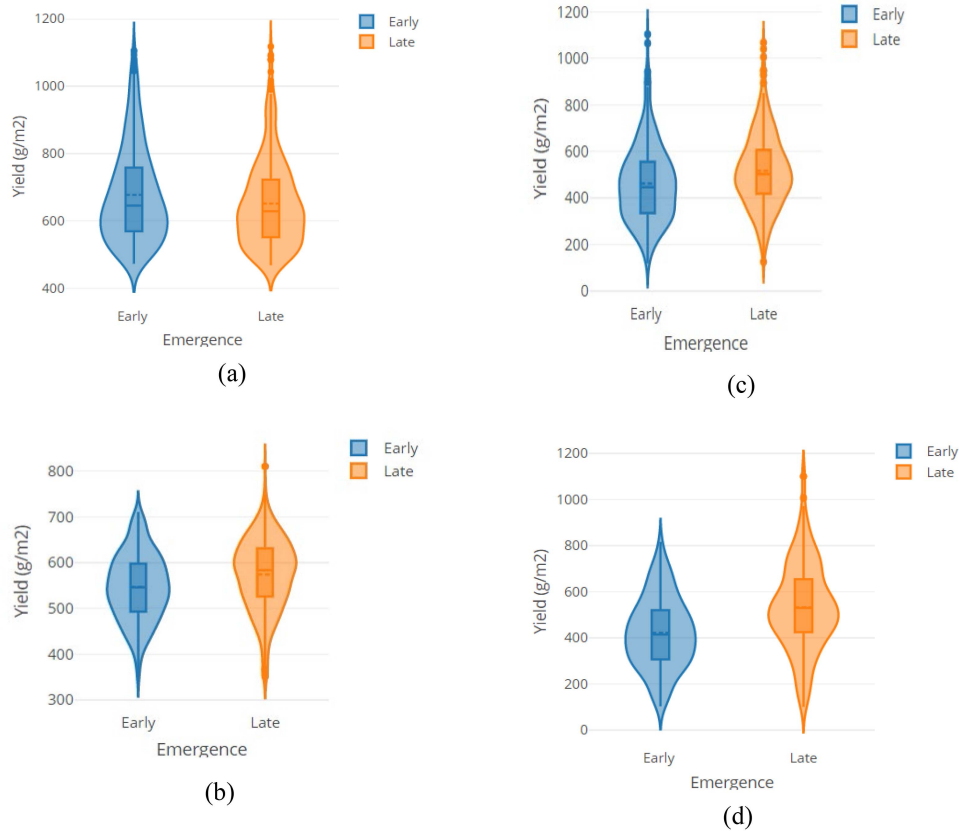 1200
1000
800
600
400
Yield (g/m2)
Early
Late
Early
Late
Emergence
(a)
1200
1000
800
600
400
200
0
Yield (g/m2)
Early
Late
Early
Late
Emergence
(c)
800
700
600
500
400
300
Yield (g/m2)
Early
Late
Early
Late
Emergence
(b)
1200
1000
800
600
400
200
0
Yield (g/m2)
Early
Late
Early
Late
Emergence
(d)